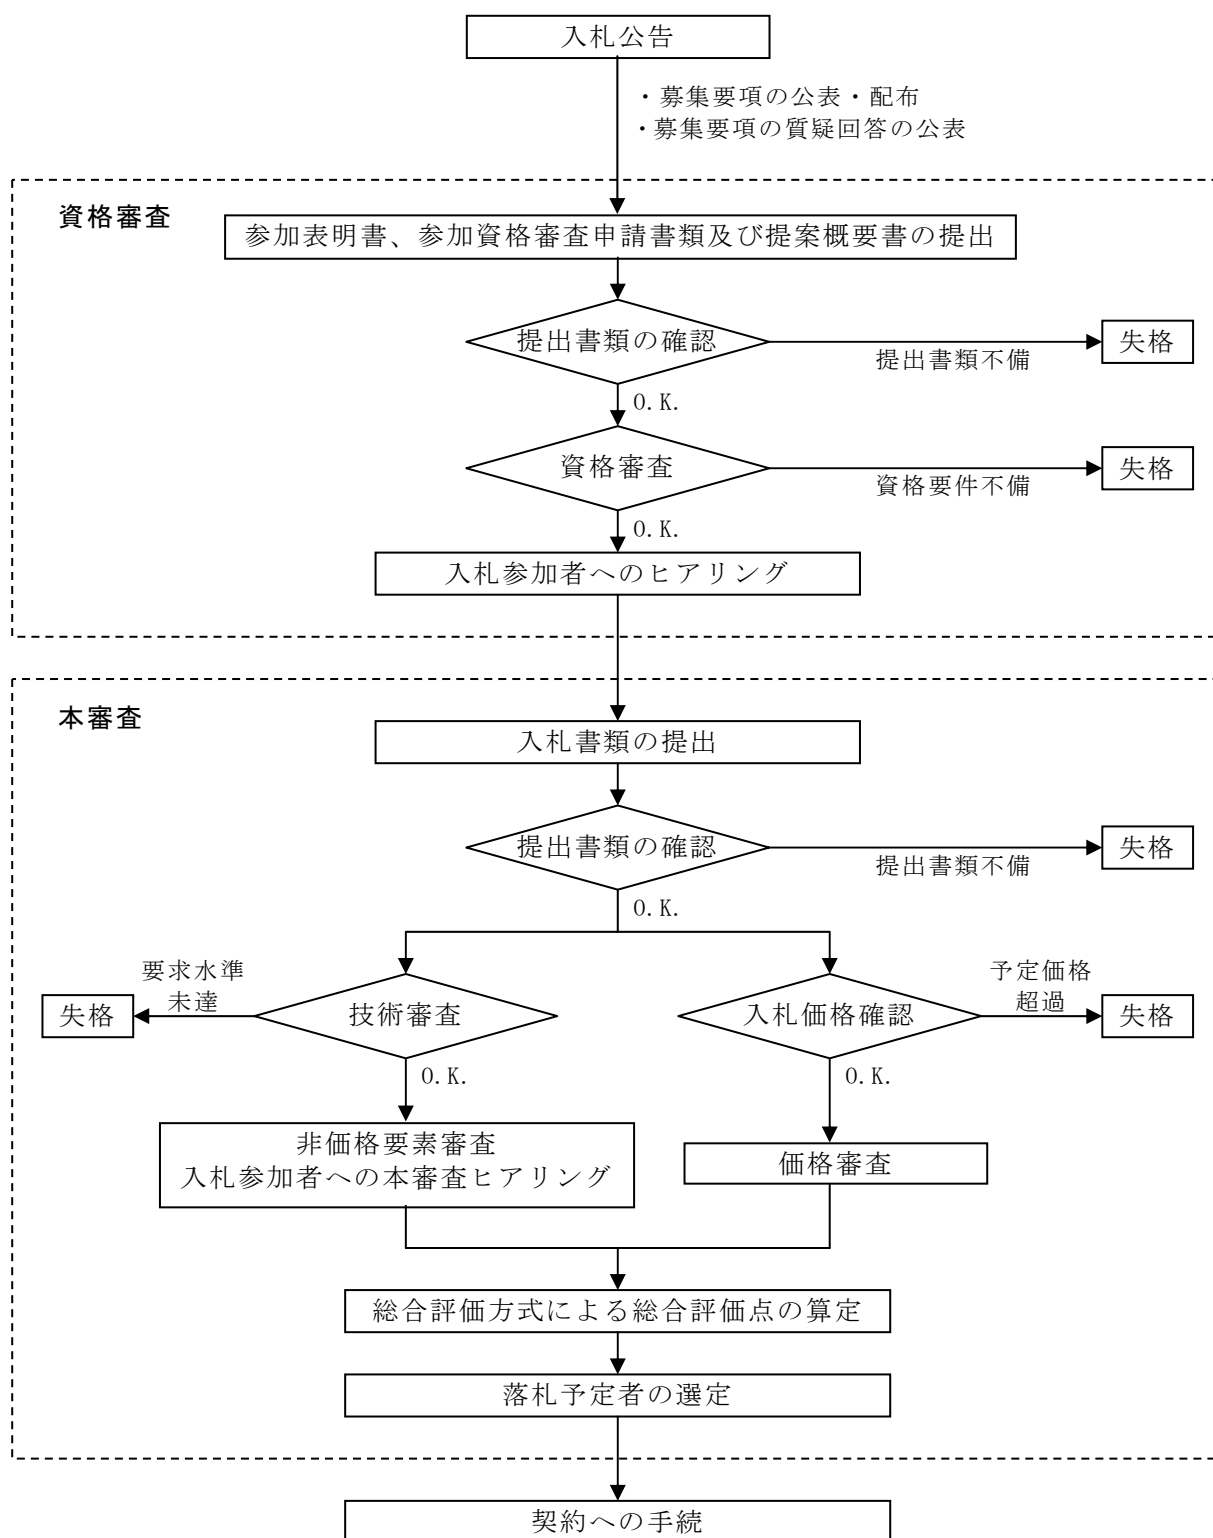 入札公告
・募集要項の公表・配布
・募集要項の質疑回答の公表
資格審査
参加表明書、参加資格審査申請書類及び提案概要書の提出
提出書類の確認
提出書類不備
失格
O.K.
資格審査
資格要件不備
失格
O.K.
入札参加者へのヒアリング
本審査
入札書類の提出
提出書類の確認
提出書類不備
失格
O.K.
要求水準
未達
失格
技術審査
入札価格確認
予定価格
超過
失格
O.K.
O.K.
非価格要素審査
入札参加者への本審査ヒアリング
価格審査
総合評価方式による総合評価点の算定
落札予定者の選定
契約への手続